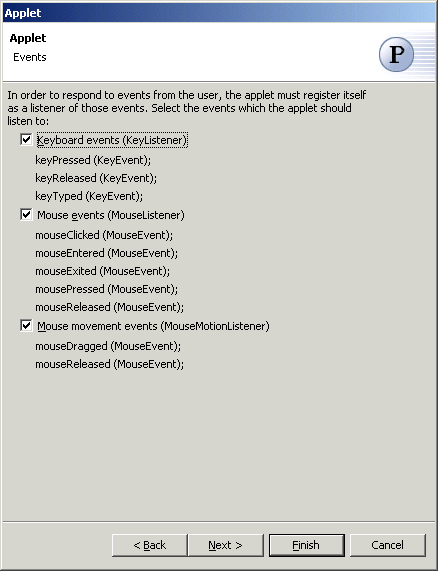 Applet
Applet
Events
P
In order to respond to events from the user, the applet must register itself
as a listener of those events. Select the events which the applet should
listen to:
Keyboard events (KeyListener)
keyPressed (KeyEvent);
keyReleased (KeyEvent);
keyTyped (KeyEvent);
Mouse events (MouseListener)
mouseClicked (MouseEvent);
mouseEntered (MouseEvent);
mouseExited (MouseEvent);
mousePressed (MouseEvent);
mouseReleased (MouseEvent);
Mouse movement events (MouseMotionListener)
mouseDragged (MouseEvent);
mouseReleased (MouseEvent);
< Back Next > Finish Cancel